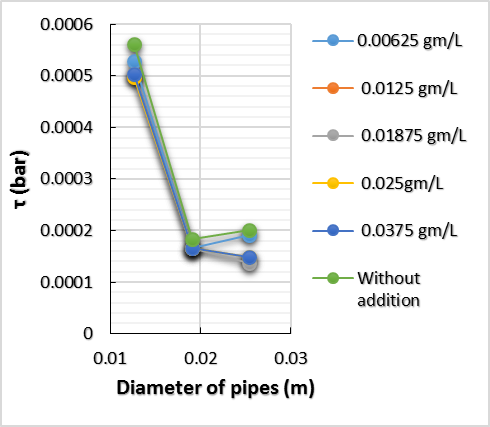 0.0006
0.0005
0.0004
0.0003
0.0002
0.0001
0
τ (bar)
0.01
0.02
0.03
Diameter of pipes (m)
0.00625 gm/L
0.0125 gm/L
0.01875 gm/L
0.025gm/L
0.0375 gm/L
Without
addition